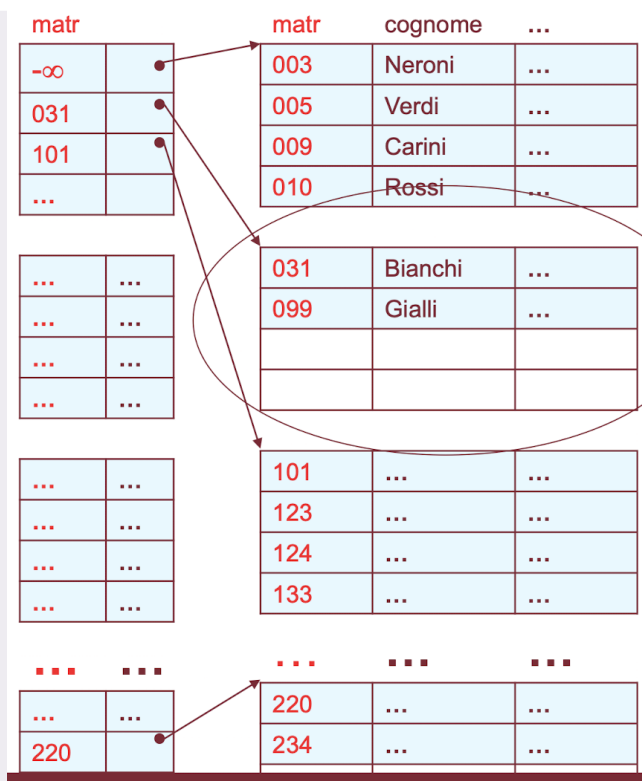 matr
-∞
031
101
...
... ...
... ...
... ...
... ...
... ...
... ...
... ...
... ...
... ...
... ...
220
matr cognome ...
003 Neroni ...
005 Verdi ...
009 Carini ...
010 Rossi ...
031 Bianchi ...
099 Gialli ...
101 ... ...
123 ... ...
124 ... ...
133 ... ...
... ... ...
220 ... ...
234 ... ...